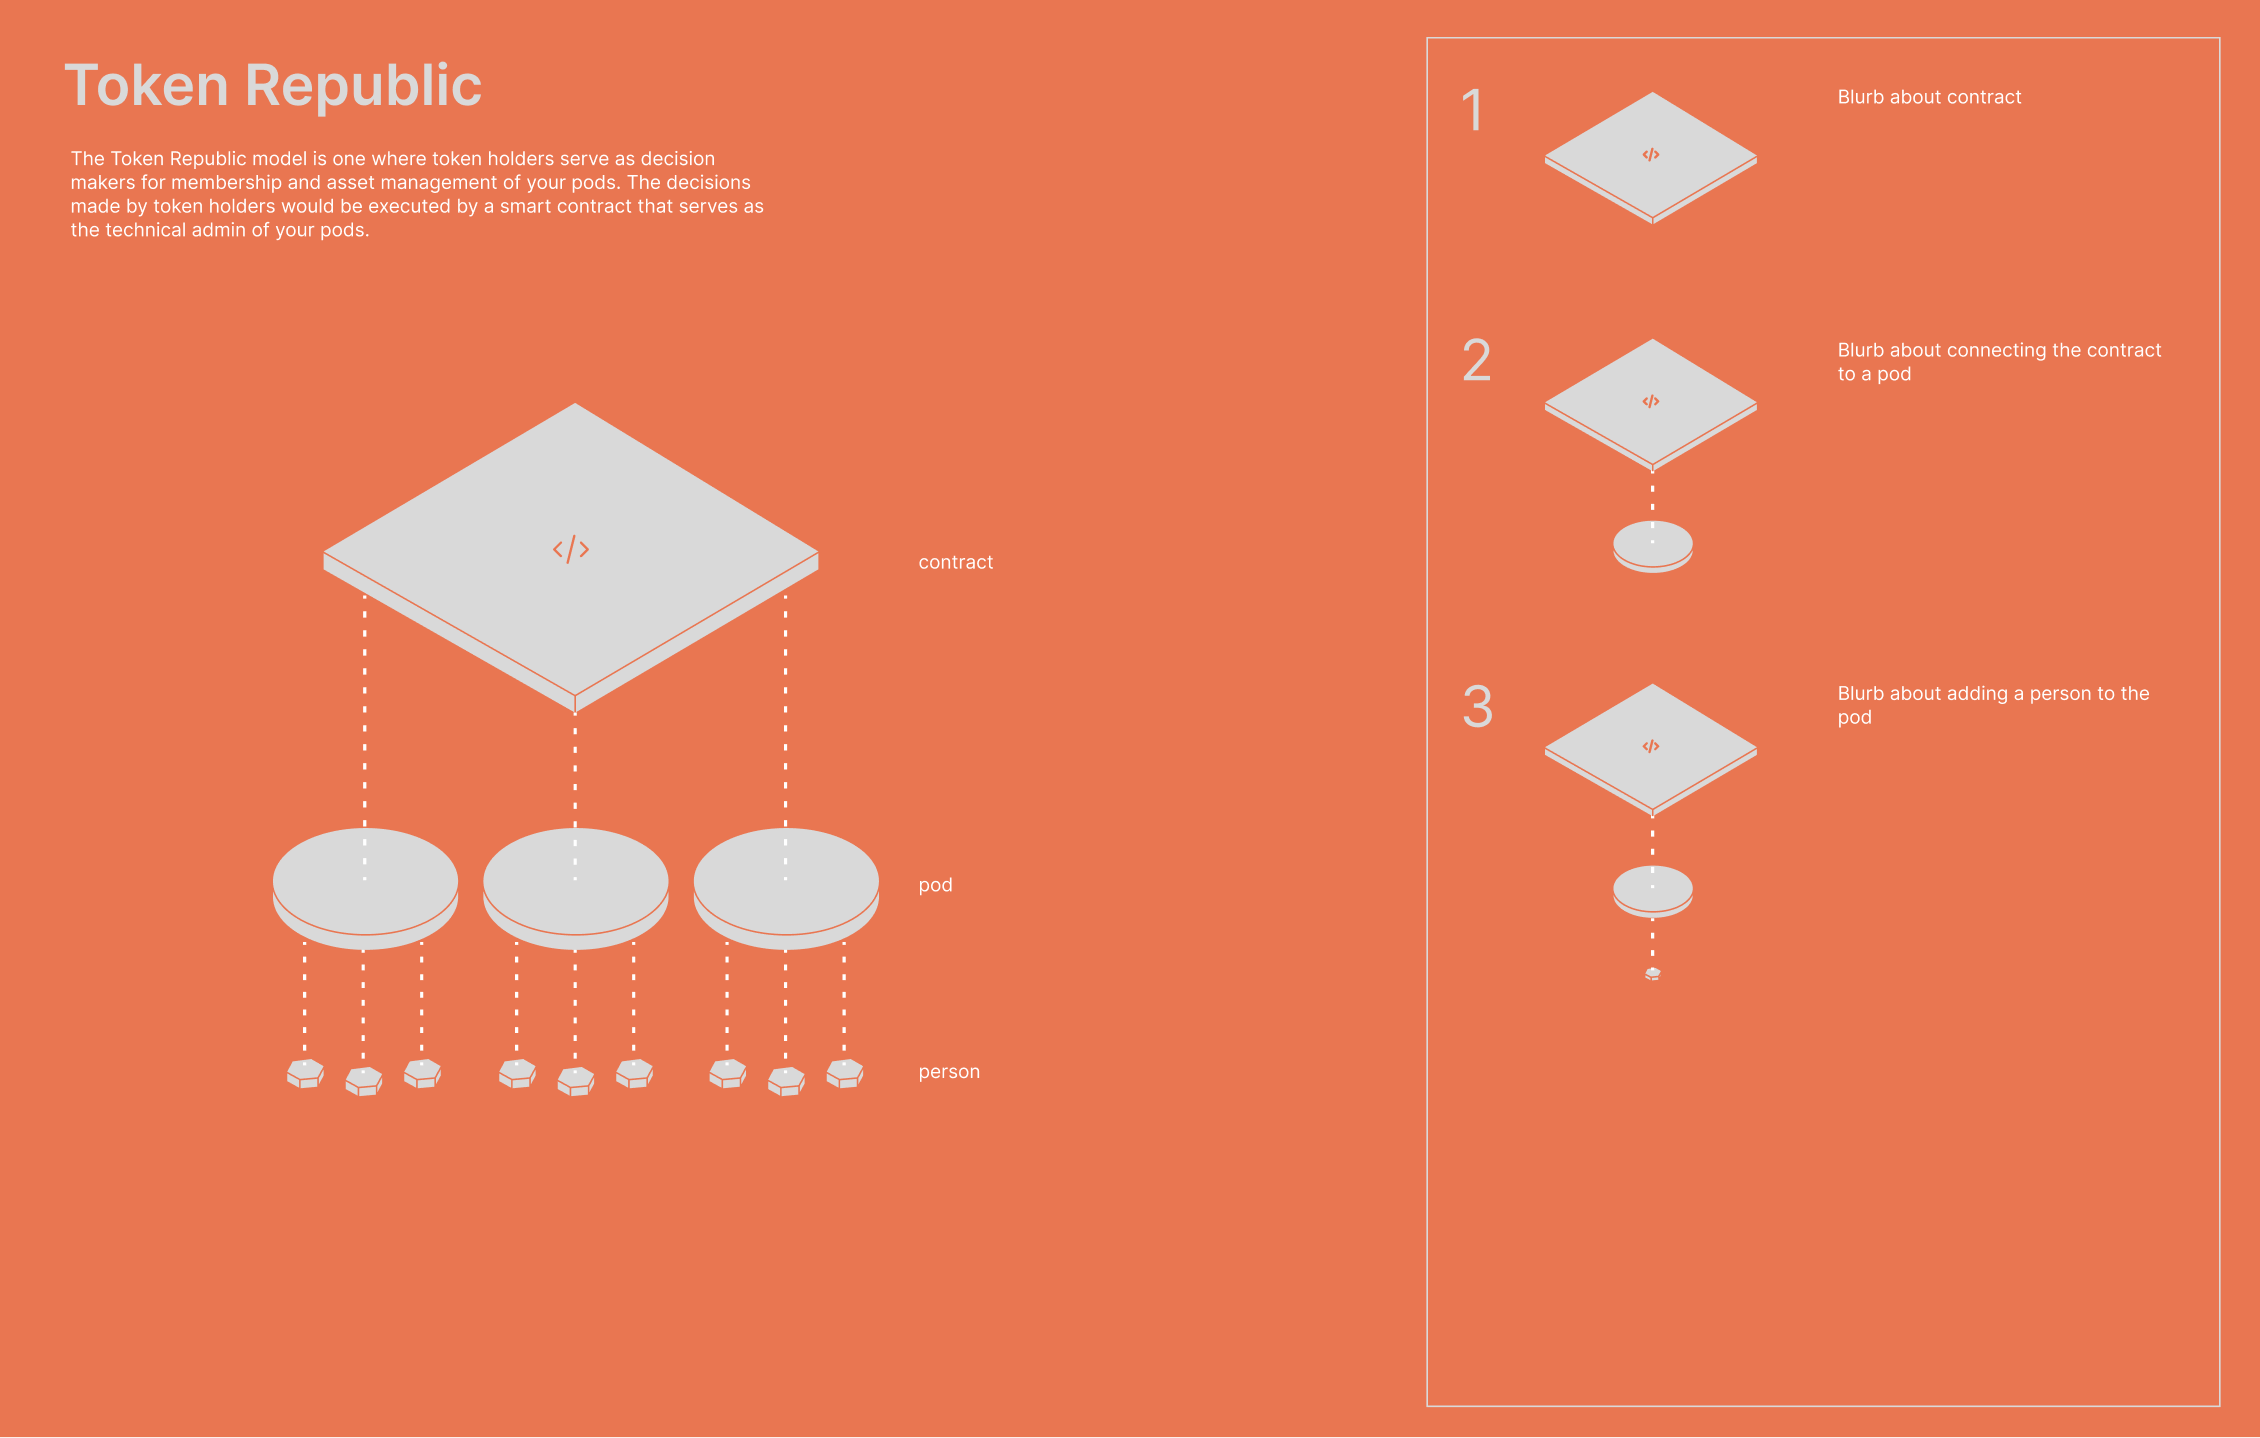 Token Republic
The Token Republic model is one where token holders serve as decision
makers for membership and asset management of your pods. The decisions
made by token holders would be executed by a smart contract that serves as
the technical admin of your pods.
</>
contract
pod
person
1
Blurb about contract
</>
2
Blurb about connecting the contract
to a pod
</>
3
Blurb about adding a person to the
pod
</>